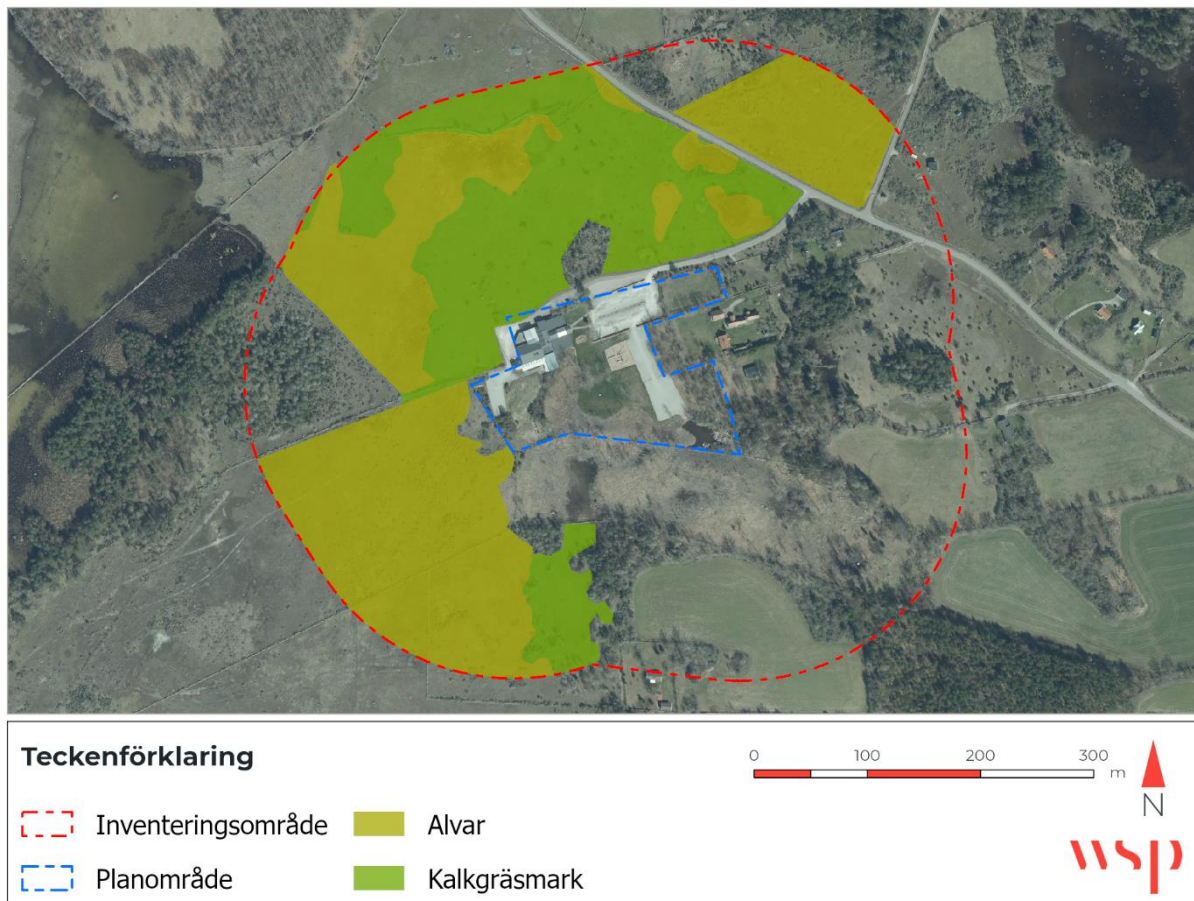 Teckenförklaring
0 100 200 300 m
N
Inventeringsområde
Alvar
Planområde
Kalkgräsmark
wsp